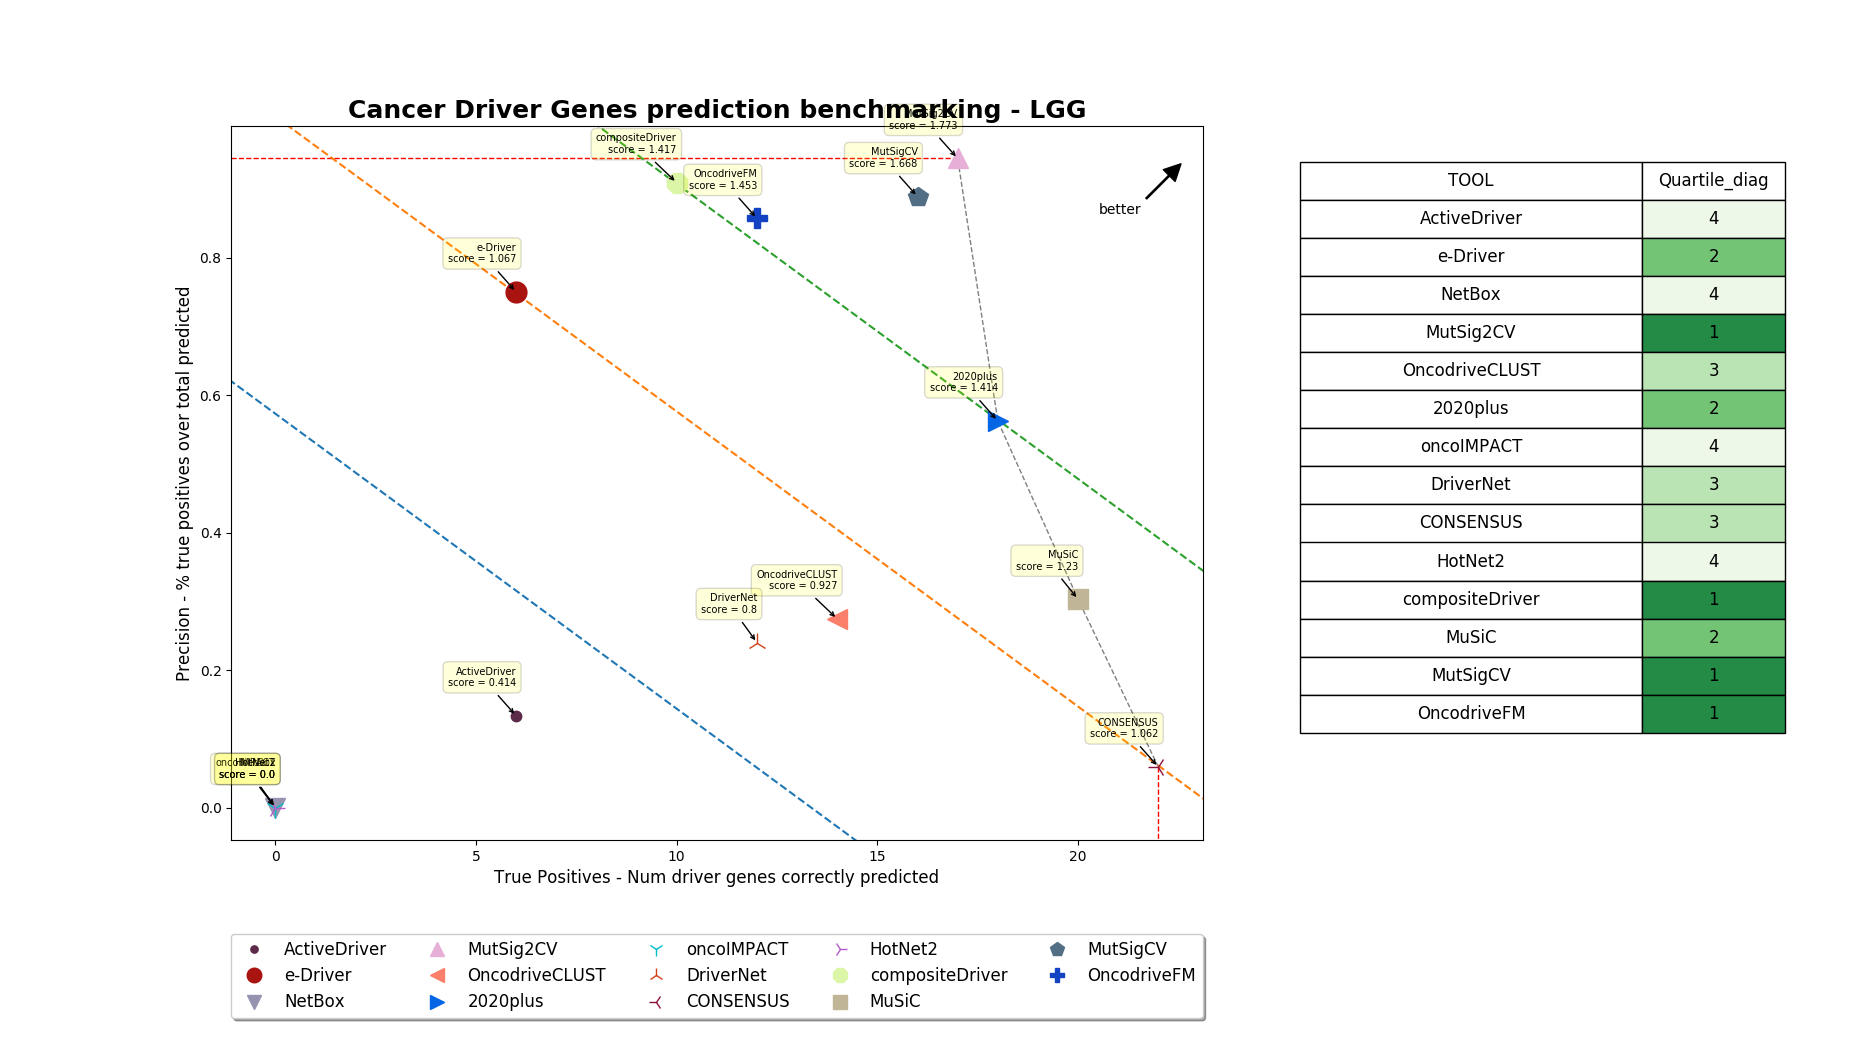 Cancer Driver Genes prediction benchmarking - LGG
score = 1.773
compositeDriver
score = 1.417
MutSigCV
score = 1.668
OncodriveFM
score = 1.453
better
e-Driver
score = 1.067
2020plus
score = 1.414
MuSiC
score = 1.23
OncodriveCLUST
score = 0.927
DriverNet
score = 0.8
ActiveDriver
score = 0.414
CONSENSUS
score = 1.062
score = 0.0
Precision - % true positives over total predicted
0.8
0.6
0.4
0.2
0.0
0
5
10
15
20
True Positives - Num driver genes correctly predicted
ActiveDriver
e-Driver
NetBox
MutSig2CV
OncodriveCLUST
2020plus
oncoIMPACT
DriverNet
CONSENSUS
HotNet2
compositeDriver
MuSiC
MutSigCV
OncodriveFM
TOOL Quartile_diag
ActiveDriver 4
e-Driver 2
NetBox 4
MutSig2CV 1
OncodriveCLUST 3
2020plus 2
oncoIMPACT 4
DriverNet 3
CONSENSUS 3
HotNet2 4
compositeDriver 1
MuSiC 2
MutSigCV 1
OncodriveFM 1